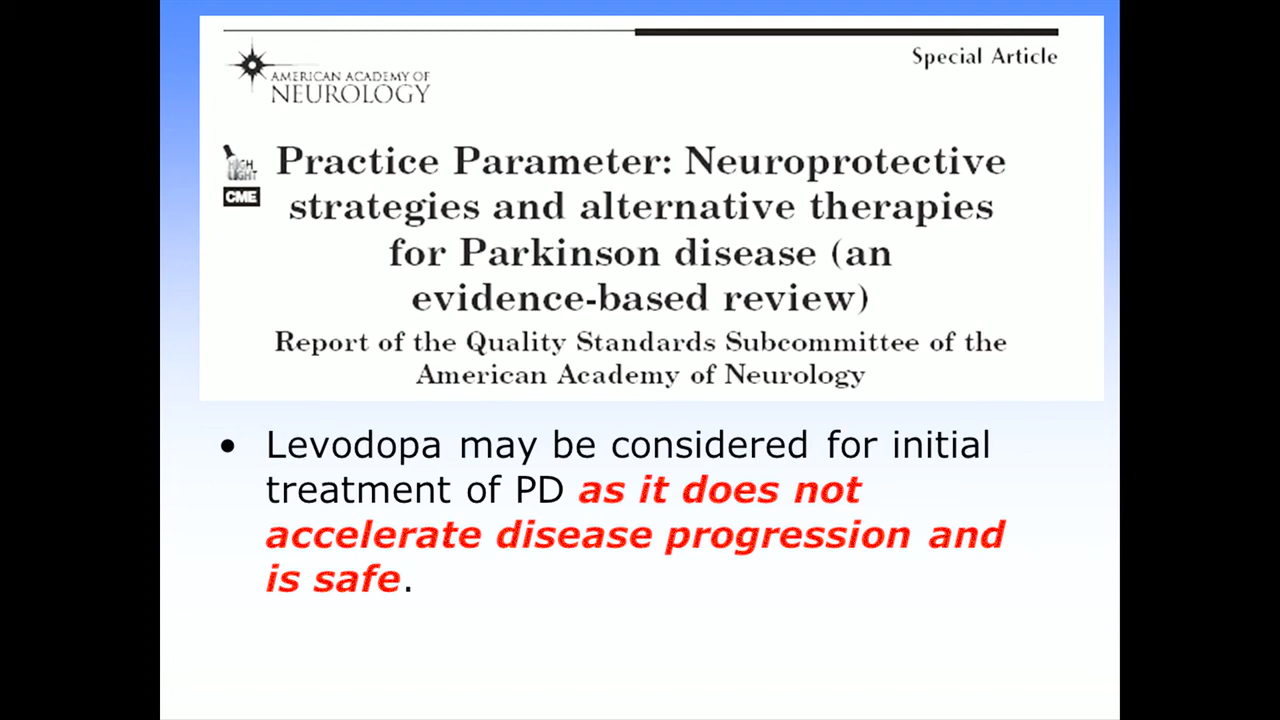 Special Article
AMERICAN ACADEMY OF
NEUROLOGY
HIGH
LIGHT
CME
Practice Parameter: Neuroprotective
strategies and alternative therapies
for Parkinson disease (an
evidence-based review)
Report of the Quality Standards Subcommittee of the
American Academy of Neurology
• Levodopa may be considered for initial
treatment of PD as it does not
accelerate disease progression and
is safe.